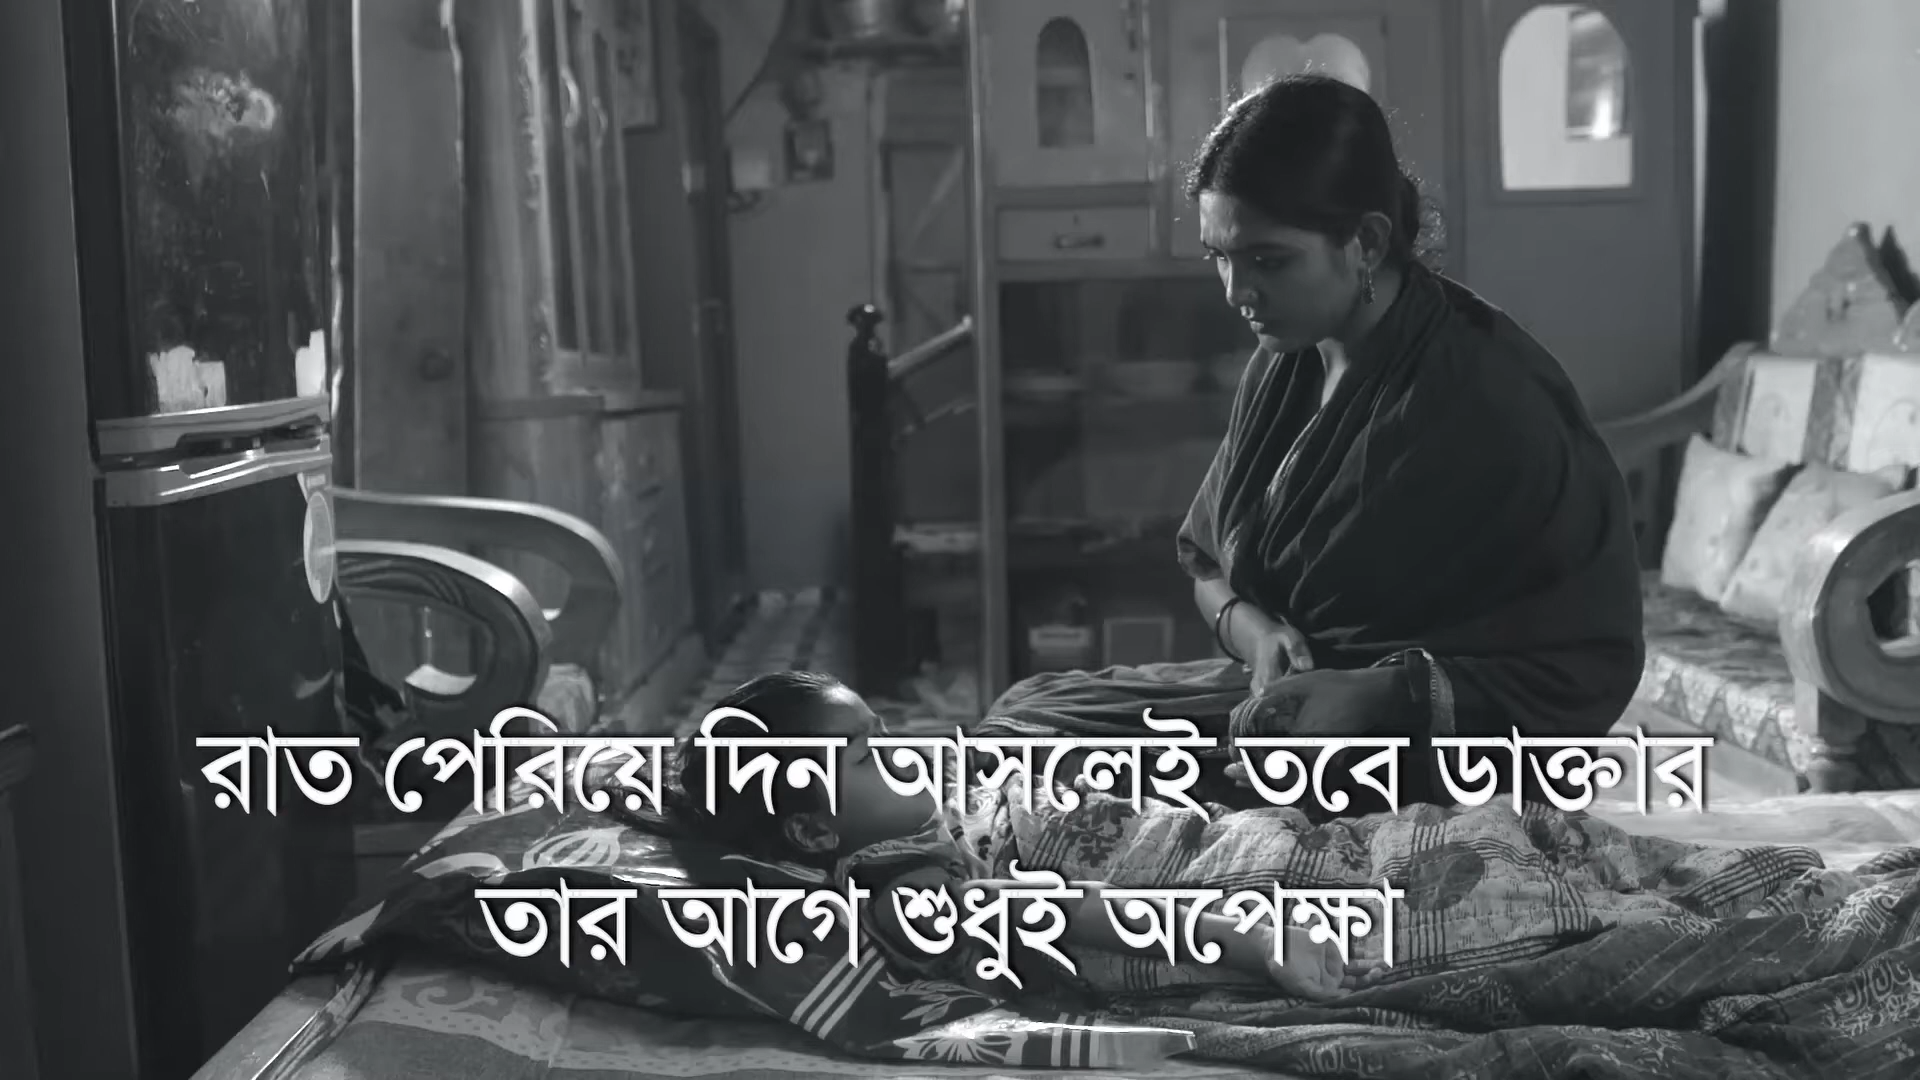 রাত পেরিয়ে দিন আসলেই তবে ডাক্তার
তার আগে শুধুই অপেক্ষা